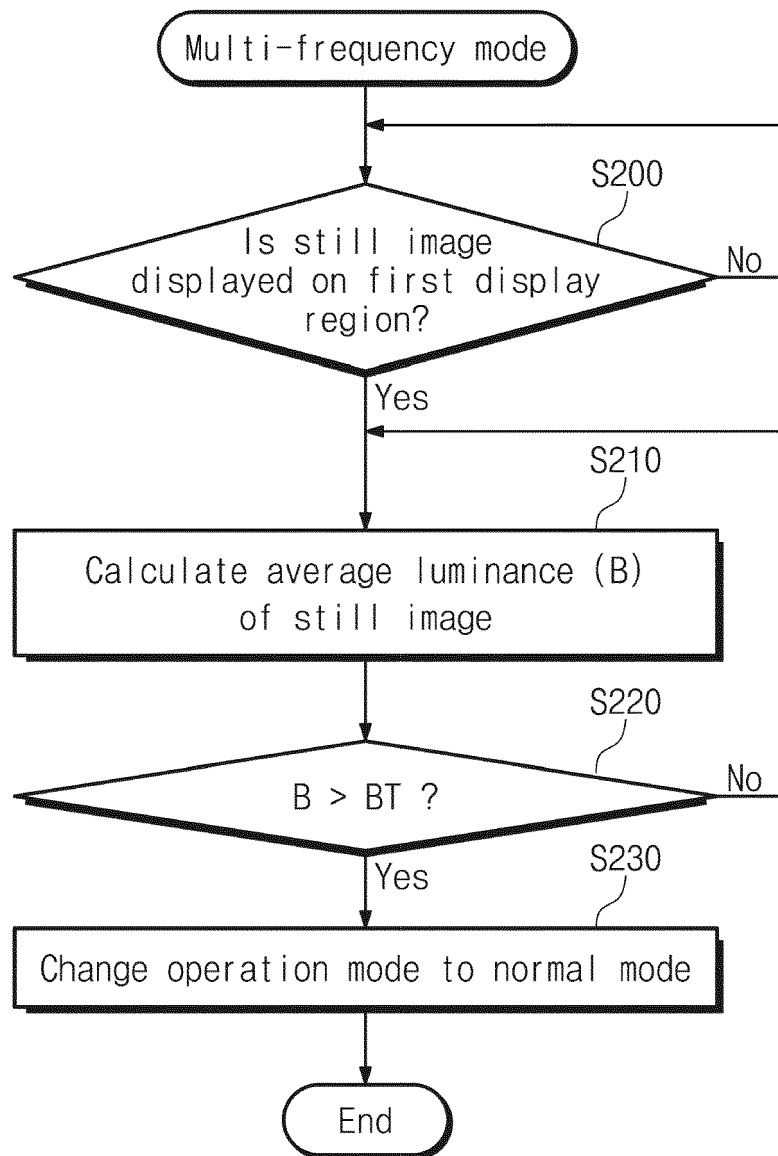 Multi-frequency mode
S200
Is still image
displayed on first display
region?
No
Yes
S210
Calculate average luminance (B)
of still image
S220
B > BT ?
No
Yes
S230
Change operation mode to normal mode
End